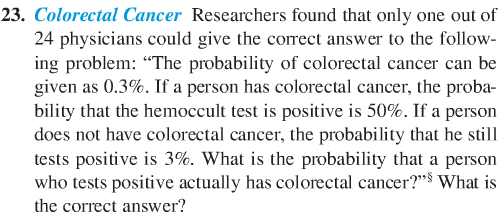 23. Colorectal Cancer Researchers found that only one out of
24 physicians could give the correct answer to the follow-
ing problem: “The probability of colorectal cancer can be
given as 0.3%. If a person has colorectal cancer, the proba-
bility that the hemoccult test is positive is 50%. If a person
does not have colorectal cancer, the probability that he still
tests positive is 3%. What is the probability that a person
who tests positive actually has colorectal cancer?”§ What is
the correct answer?